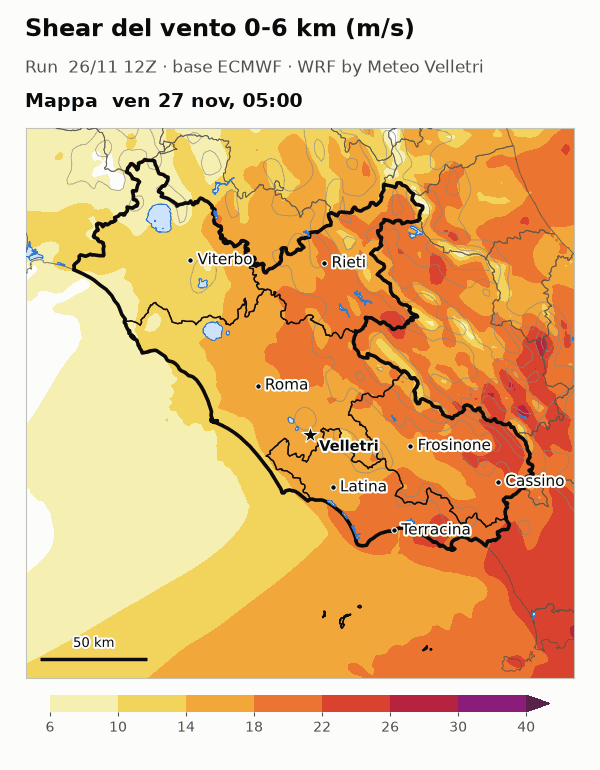 Shear del vento 0-6 km (m/s)
Run  26/11 12Z · base ECMWF · WRF by Meteo Velletri
Mappa  ven 27 nov, 05:00
Viterbo
Rieti
Roma
Velletri
Frosinone
Cassino
Latina
Terracina
50 km
6 10 14 18 22 26 30 40